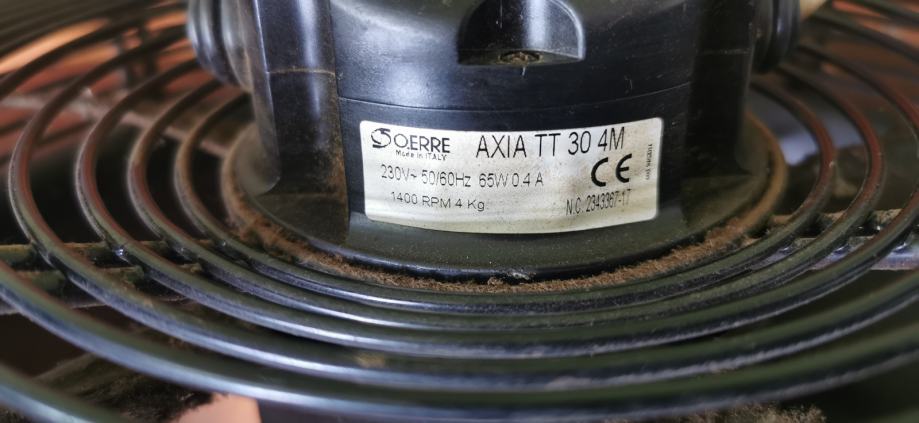 O.ERRE AXIA TT 30 4M
Made in ITALY
230V~ 50/60Hz 65W 0.4 A
CE
1400 RPM 4 Kg
N.C. 2343367-17